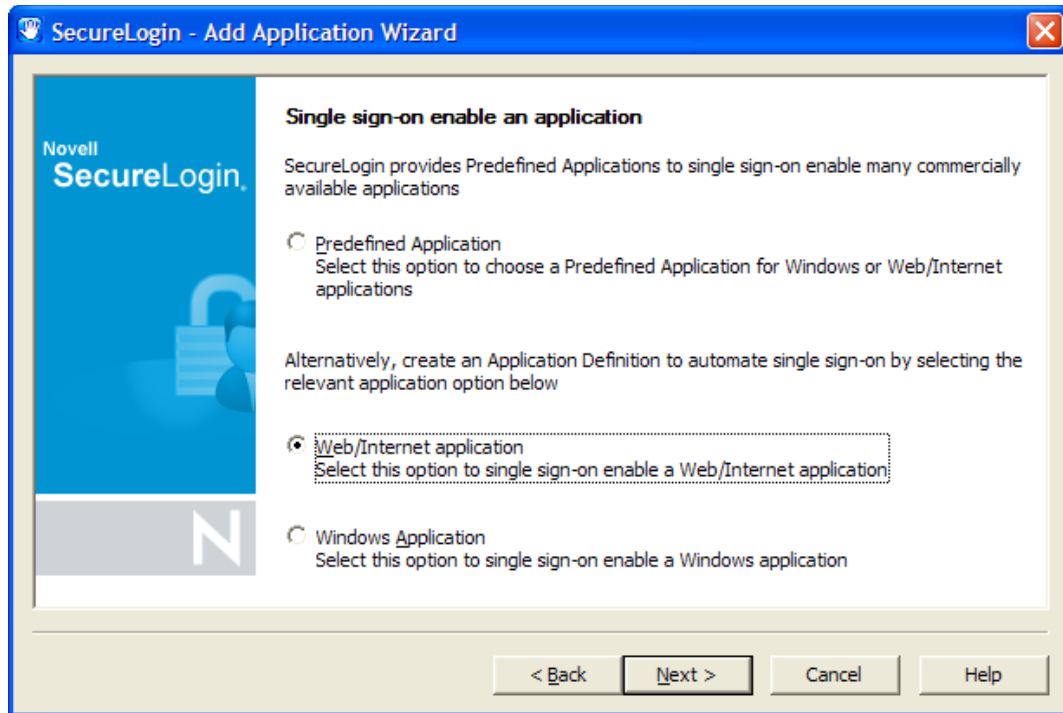 SecureLogin - Add Application Wizard
Novell
SecureLogin®
N
Single sign-on enable an application
SecureLogin provides Predefined Applications to single sign-on enable many commercially
available applications
Predefined Application
Select this option to choose a Predefined Application for Windows or Web/Internet
applications
Alternatively, create an Application Definition to automate single sign-on by selecting the
relevant application option below
Web/Internet application
Select this option to single sign-on enable a Web/Internet application
Windows Application
Select this option to single sign-on enable a Windows application
< Back
Next >
Cancel
Help